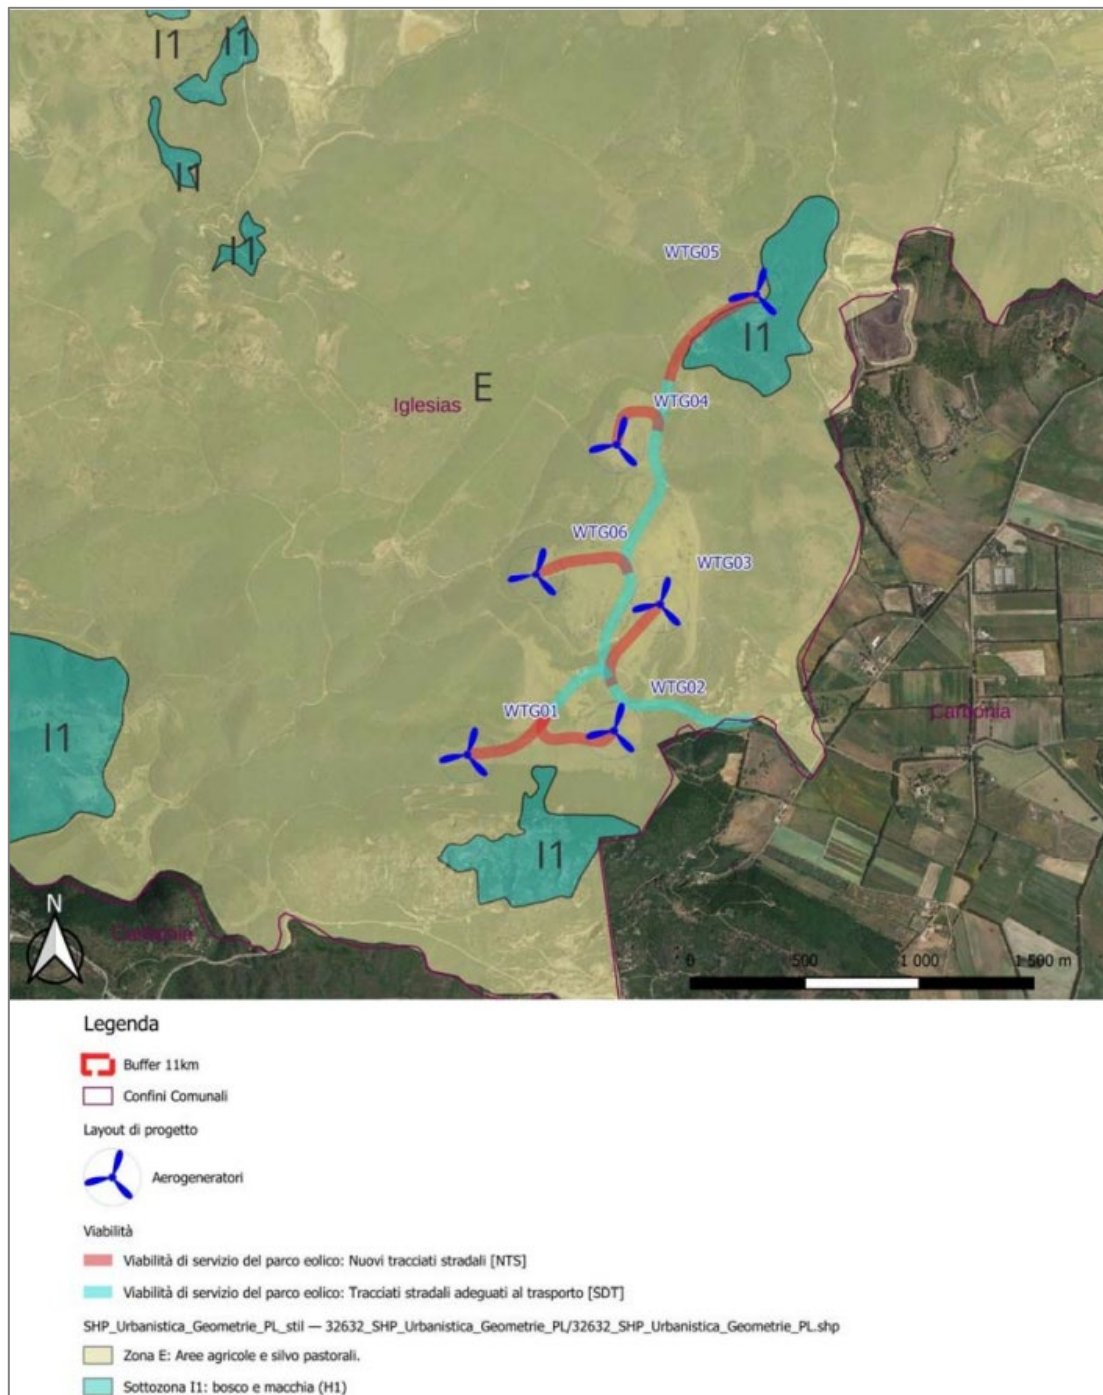 I1
I1
I1
I1
WTG05
I1
E
Iglesias
WTG04
WTG06
WTG03
WTG02
WTG01
Carbonia
I1
I1
N
Carbonia
0 500 1 000 1 500 m
Legenda
Buffer 11km
Confini Comunali
Layout di progetto
Aerogeneratori
Viabilità
Viabilità di servizio del parco eolico: Nuovi tracciati stradali [NTS]
Viabilità di servizio del parco eolico: Tracciati stradali adeguati al trasporto [SDT]
SHP_Urbanistica_Geometrie_PL_stil — 32632_SHP_Urbanistica_Geometrie_PL/32632_SHP_Urbanistica_Geometrie_PL.shp
Zona E: Aree agricole e silvo pastorali.
Sottozona I1: bosco e macchia (H1)